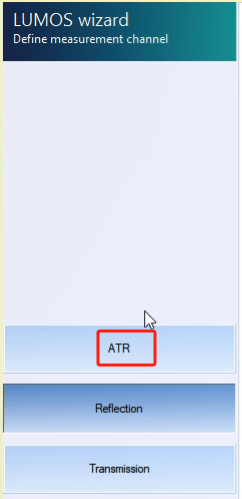 LUMOS wizard
Define measurement channel
ATR
Reflection
Transmission